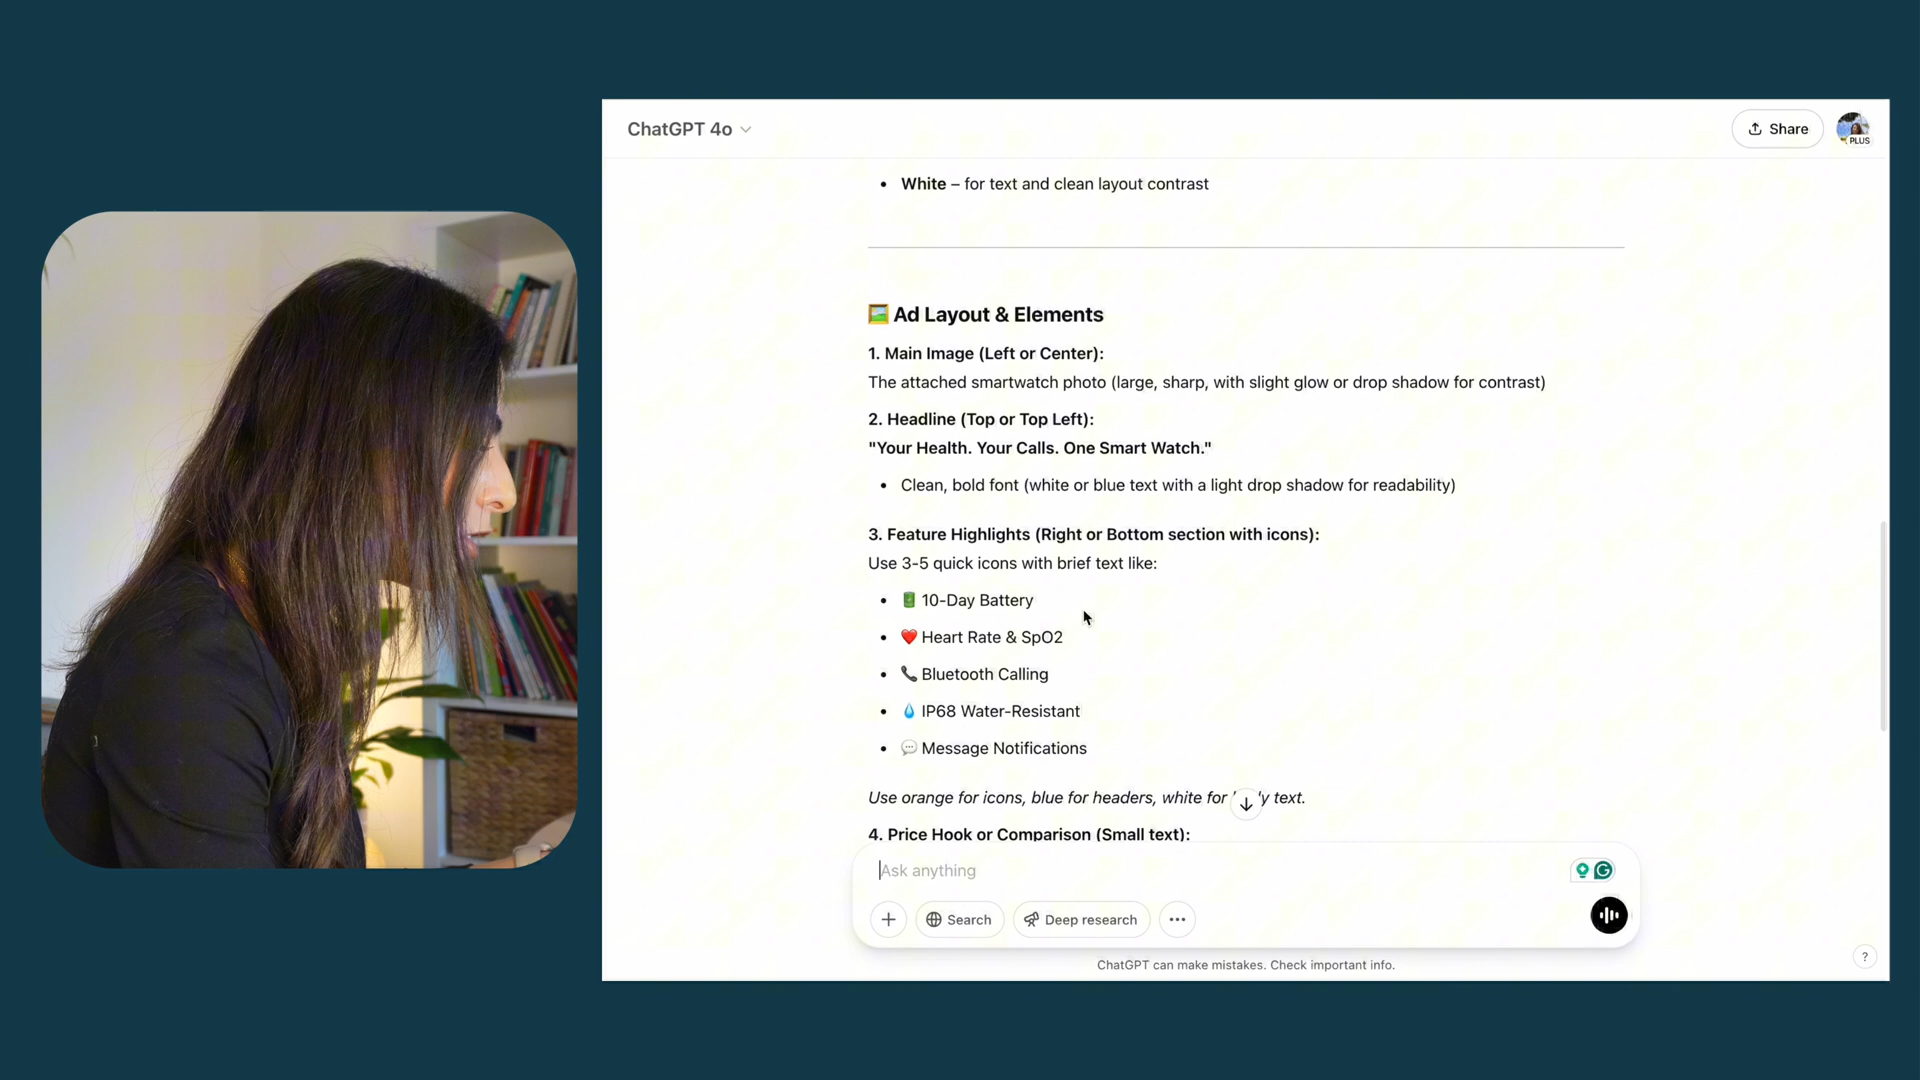 ChatGPT 4o
Share
PLUS
• White – for text and clean layout contrast
🖼️ Ad Layout & Elements
1. Main Image (Left or Center):
The attached smartwatch photo (large, sharp, with slight glow or drop shadow for contrast)
2. Headline (Top or Top Left):
"Your Health. Your Calls. One Smart Watch."
• Clean, bold font (white or blue text with a light drop shadow for readability)
3. Feature Highlights (Right or Bottom section with icons):
Use 3-5 quick icons with brief text like:
• 🔋 10-Day Battery
• ❤️ Heart Rate & SpO2
• 📞 Bluetooth Calling
• 💧 IP68 Water-Resistant
• 💬 Message Notifications
Use orange for icons, blue for headers, white for text.
4. Price Hook or Comparison (Small text):
Ask anything
Search
Deep research
ChatGPT can make mistakes. Check important info.
?